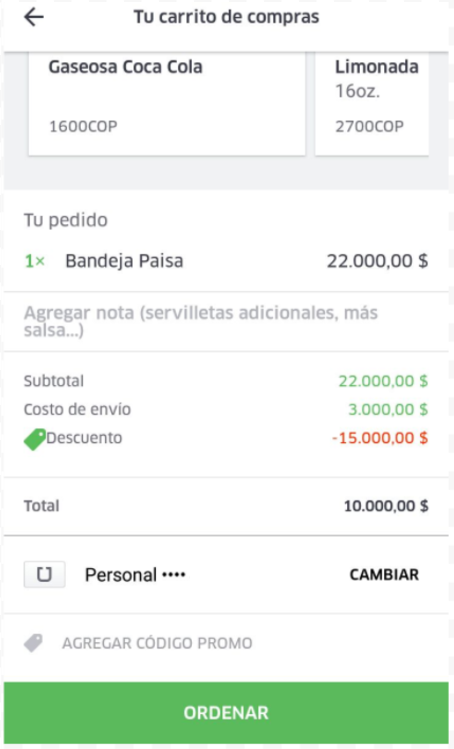 Tu carrito de compras
Gaseosa Coca Cola
1600COP
Limonada
16oz.
2700COP
Tu pedido
1× Bandeja Paisa 22.000,00 $
Agregar nota (servilletas adicionales, más
salsa...)
Subtotal 22.000,00 $
Costo de envío 3.000,00 $
Descuento -15.000,00 $
Total 10.000,00 $
Personal •••• CAMBIAR
AGREGAR CÓDIGO PROMO
ORDENAR